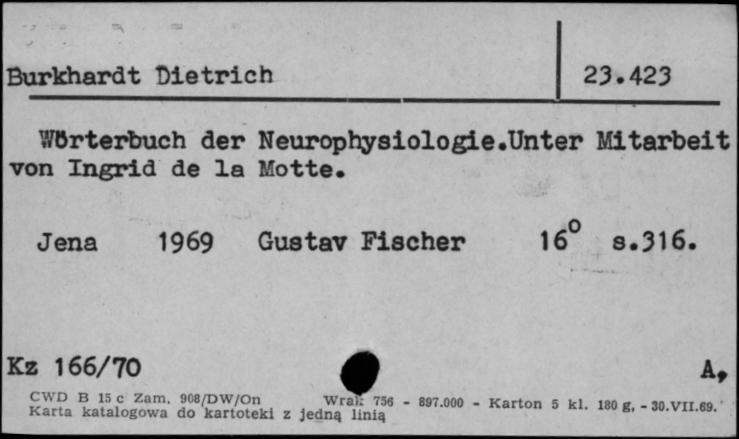 Burkhardt Dietrich 23.423
Wörterbuch der Neurophysiologie.Unter Mitarbeit
von Ingrid de la Motte.
Jena 1969 Gustav Fischer 16° s.316.
Kz 166/70 A,
CWD B 15 c Zam. 908/DW/On Wrak 756 - 897.000 - Karton 5 kl. 180 g, - 30.VII.69.
Karta katalogowa do kartoteki z jedną linią